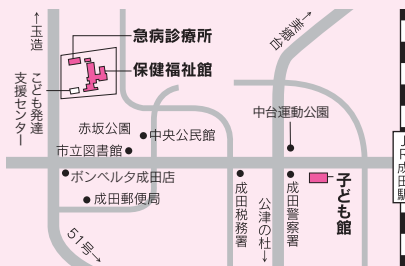 ←玉造
急病診療所
→美郷台
保健福祉館
こども発達
支援センター
赤坂公園
中央公民館
中台運動公園
市立図書館
ボンベルタ成田店
成田郵便局
成田税務署
公津の杜→
成田警察署
子ども館
JR成田駅
51号→